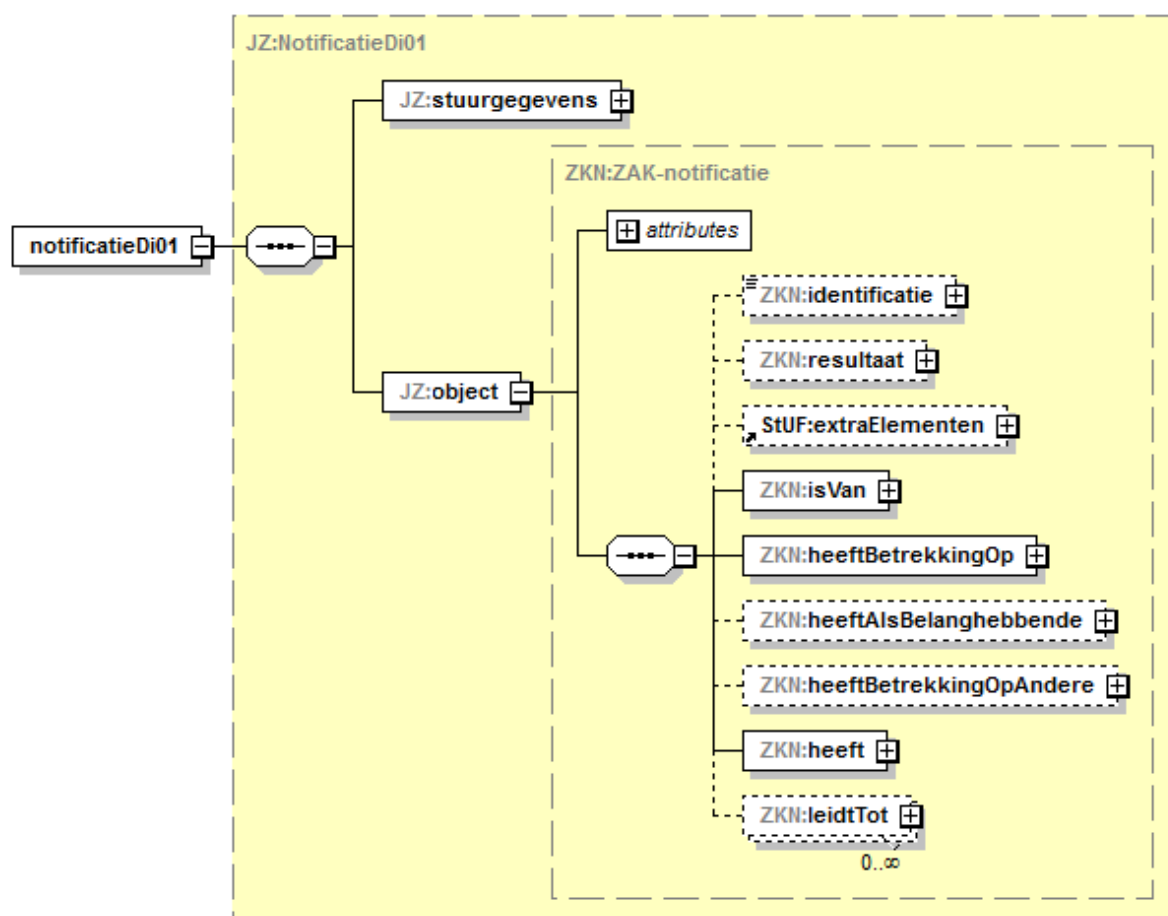 JZ:NotificatieDi01
JZ:stuurgegevens
ZKN:ZAK-notificatie
attributes
notificatieDi01
ZKN:identificatie
ZKN:resultaat
JZ:object
StUF:extraElementen
ZKN:isVan
ZKN:heeftBetrekkingOp
ZKN:heeftAlsBelanghebbende
ZKN:heeftBetrekkingOpAndere
ZKN:heeft
ZKN:leidtTot
0..∞